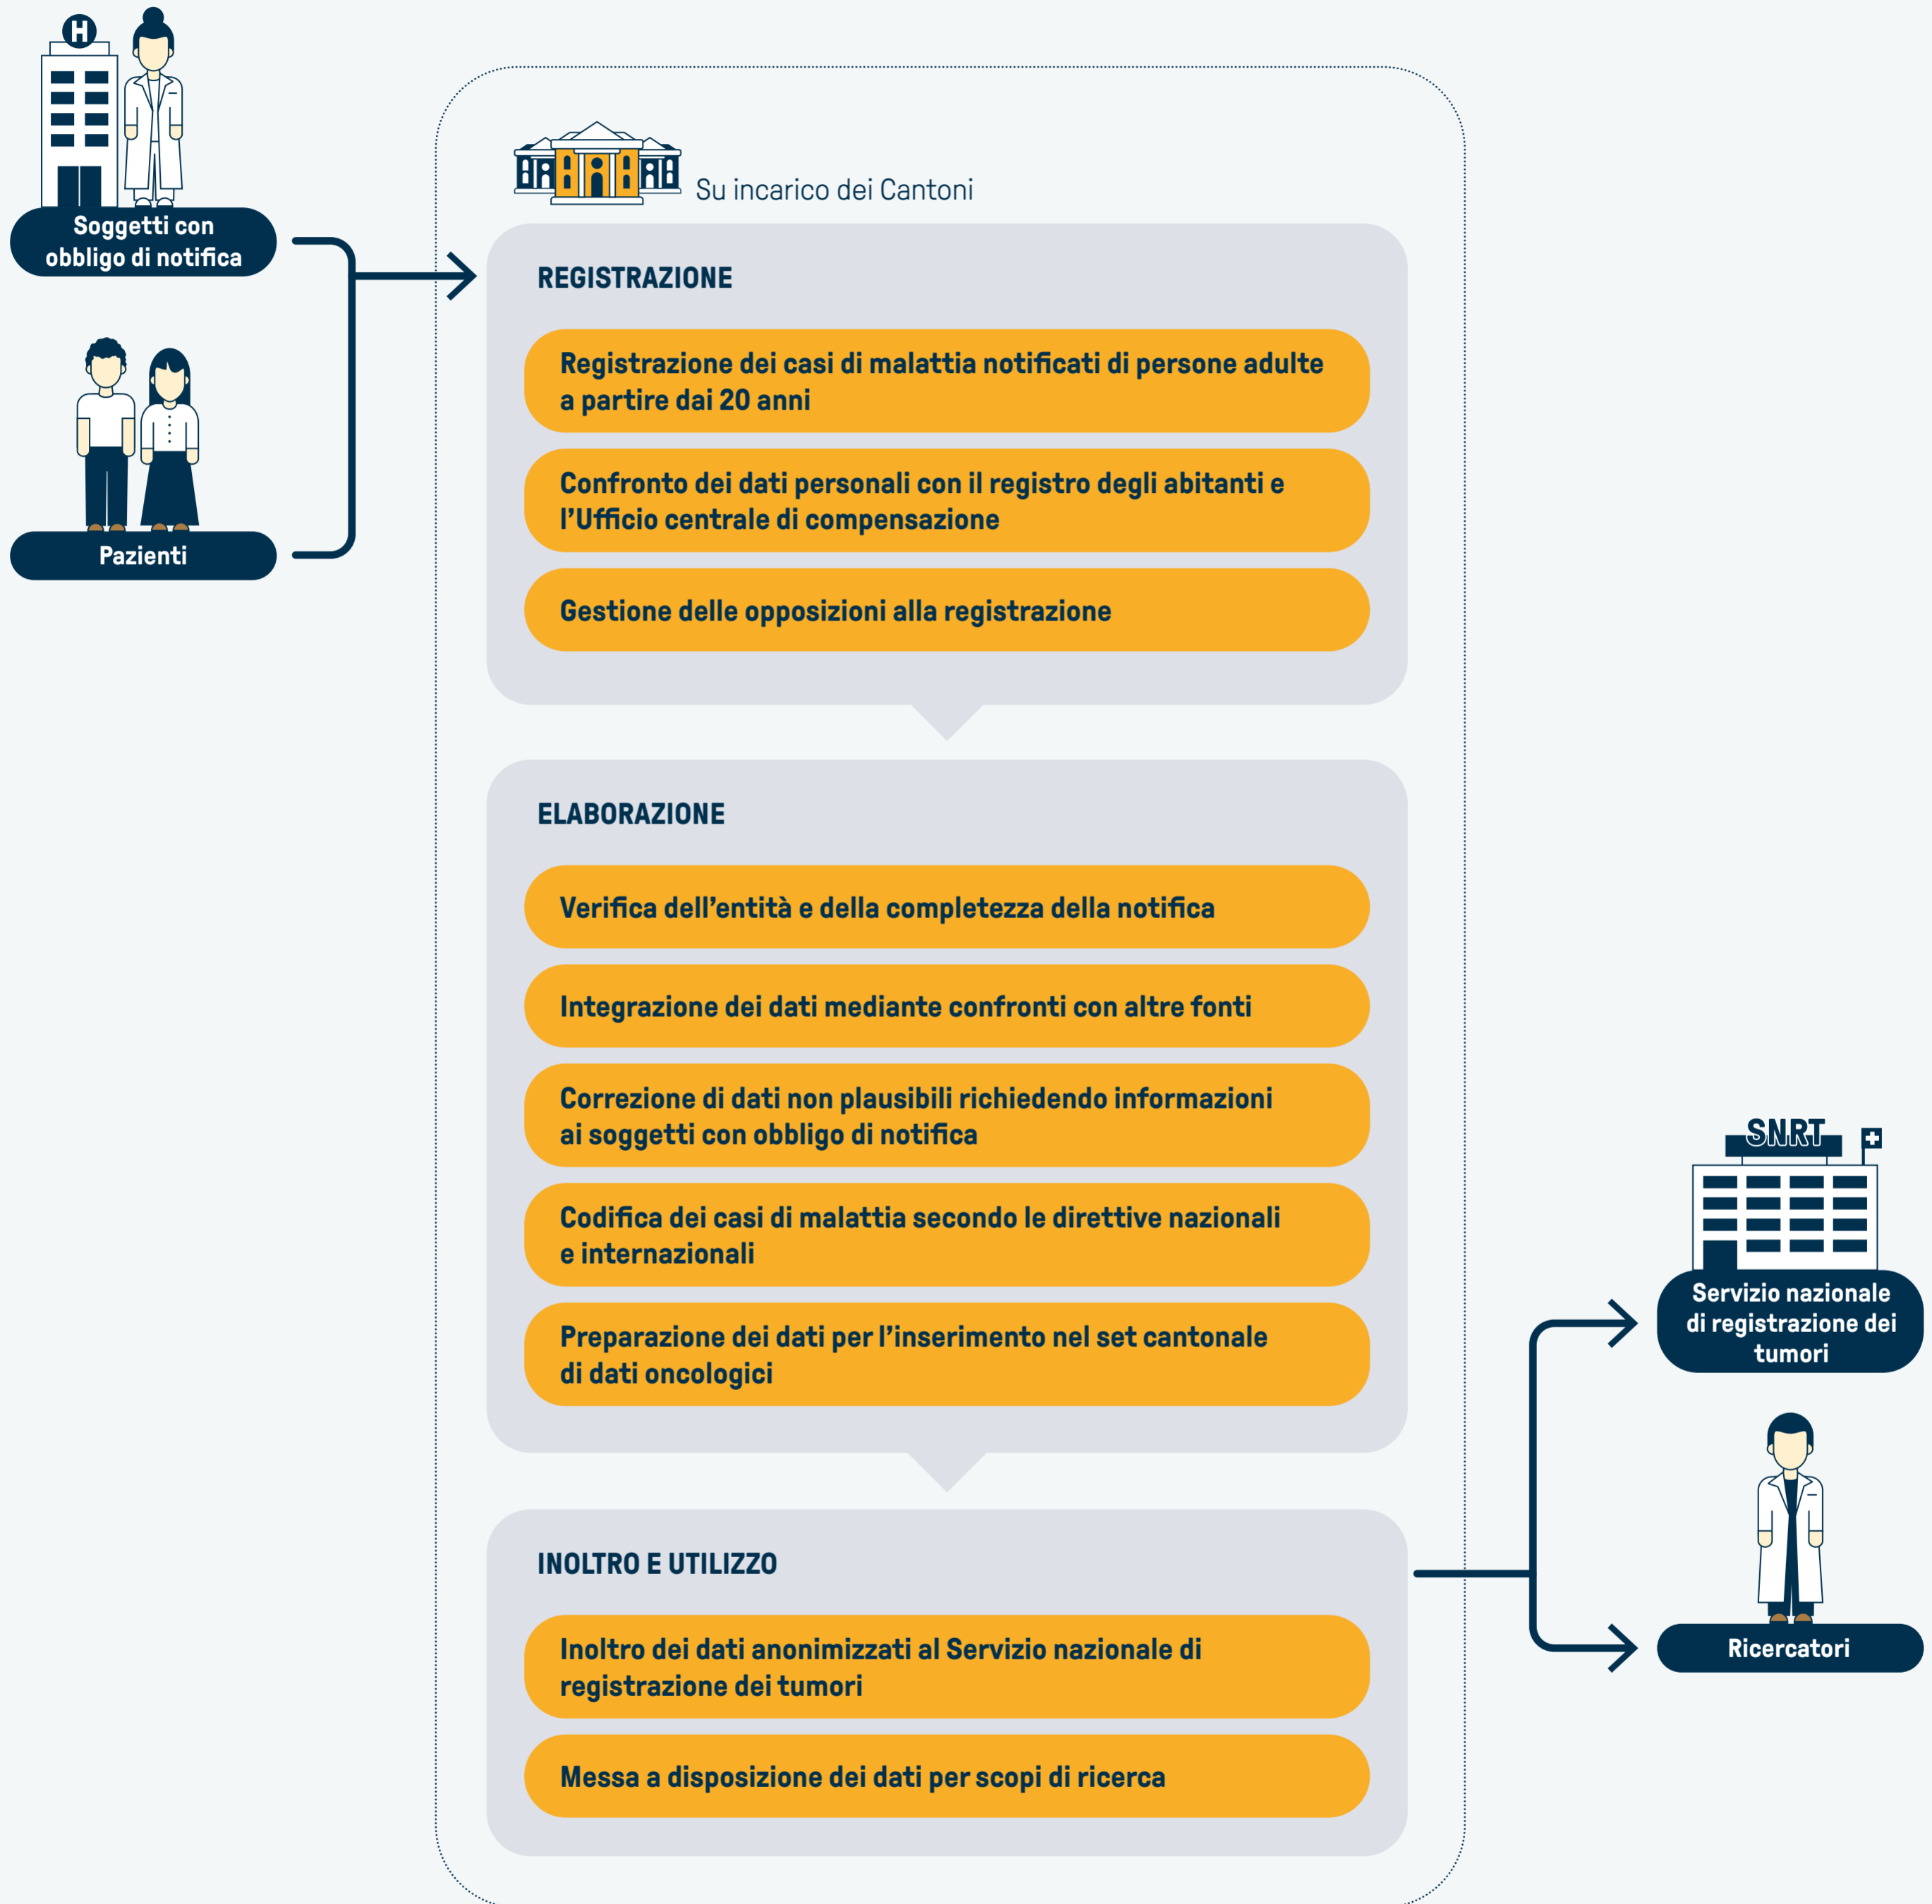 H
Soggetti con
obbligo di notifica
Pazienti
Su incarico dei Cantoni
REGISTRAZIONE
Registrazione dei casi di malattia notificati di persone adulte
a partire dai 20 anni
Confronto dei dati personali con il registro degli abitanti e
l’Ufficio centrale di compensazione
Gestione delle opposizioni alla registrazione
ELABORAZIONE
Verifica dell’entità e della completezza della notifica
Integrazione dei dati mediante confronti con altre fonti
Correzione di dati non plausibili richiedendo informazioni
ai soggetti con obbligo di notifica
Codifica dei casi di malattia secondo le direttive nazionali
e internazionali
Preparazione dei dati per l’inserimento nel set cantonale
di dati oncologici
INOLTRO E UTILIZZO
Inoltro dei dati anonimizzati al Servizio nazionale di
registrazione dei tumori
Messa a disposizione dei dati per scopi di ricerca
SNRT
Servizio nazionale
di registrazione dei
tumori
Ricercatori